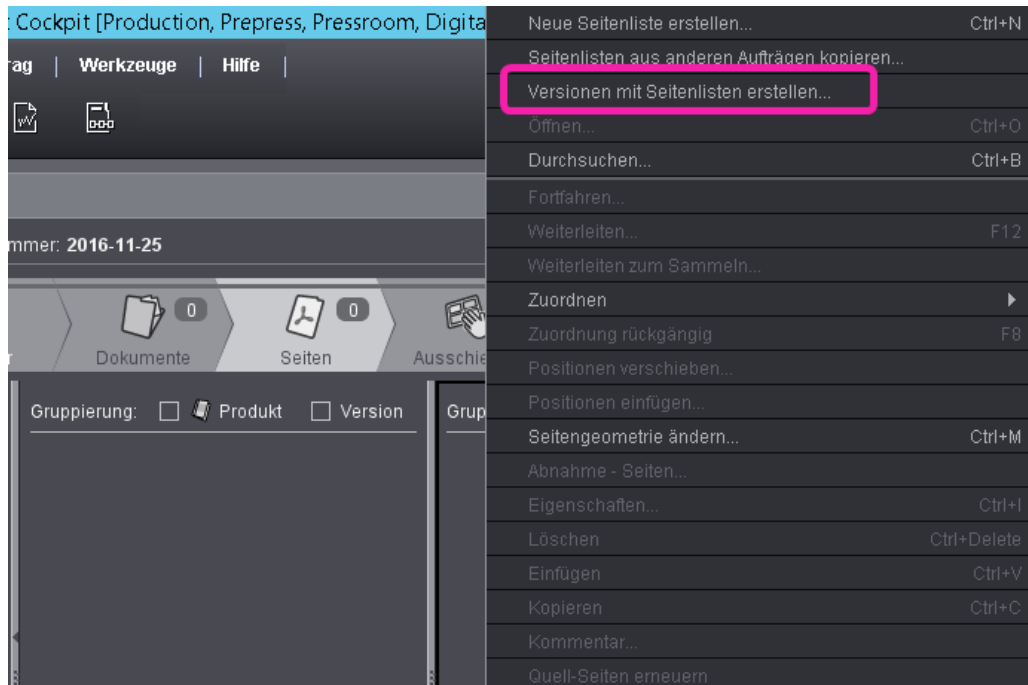 Cockpit [Production, Prepress, Pressroom, Digita
rag | Werkzeuge | Hilfe |
ummer: 2016-11-25
0
Dokumente
0
Seiten
Ausschie
Gruppierung: Produkt Version
Grup
Neue Seitenliste erstellen... Ctrl+N
Seitenlisten aus anderen Aufträgen kopieren...
Versionen mit Seitenlisten erstellen...
Öffnen... Ctrl+O
Durchsuchen... Ctrl+B
Fortfahren...
Weiterleiten... F12
Weiterleiten zum Sammeln...
Zuordnen
Zuordnung rückgängig F8
Positionen verschieben...
Positionen einfügen...
Seitengeometrie ändern... Ctrl+M
Abnahme - Seiten...
Eigenschaften... Ctrl+I
Löschen Ctrl+Delete
Einfügen Ctrl+V
Kopieren Ctrl+C
Kommentar...
Quell-Seiten erneuern